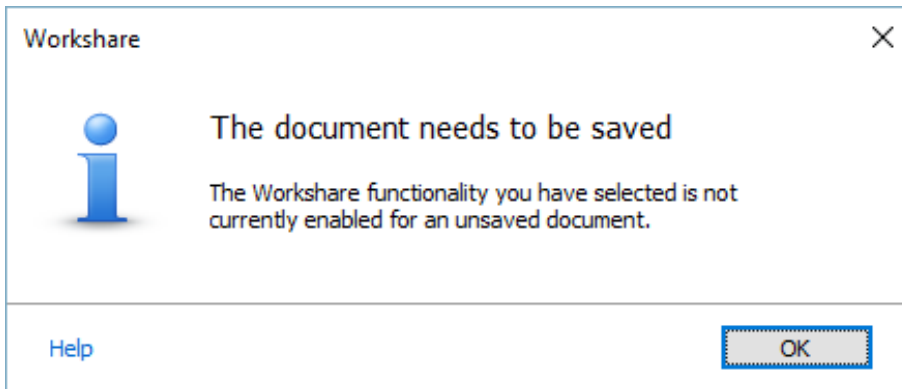 Workshare
The document needs to be saved
The Workshare functionality you have selected is not
currently enabled for an unsaved document.
Help
OK